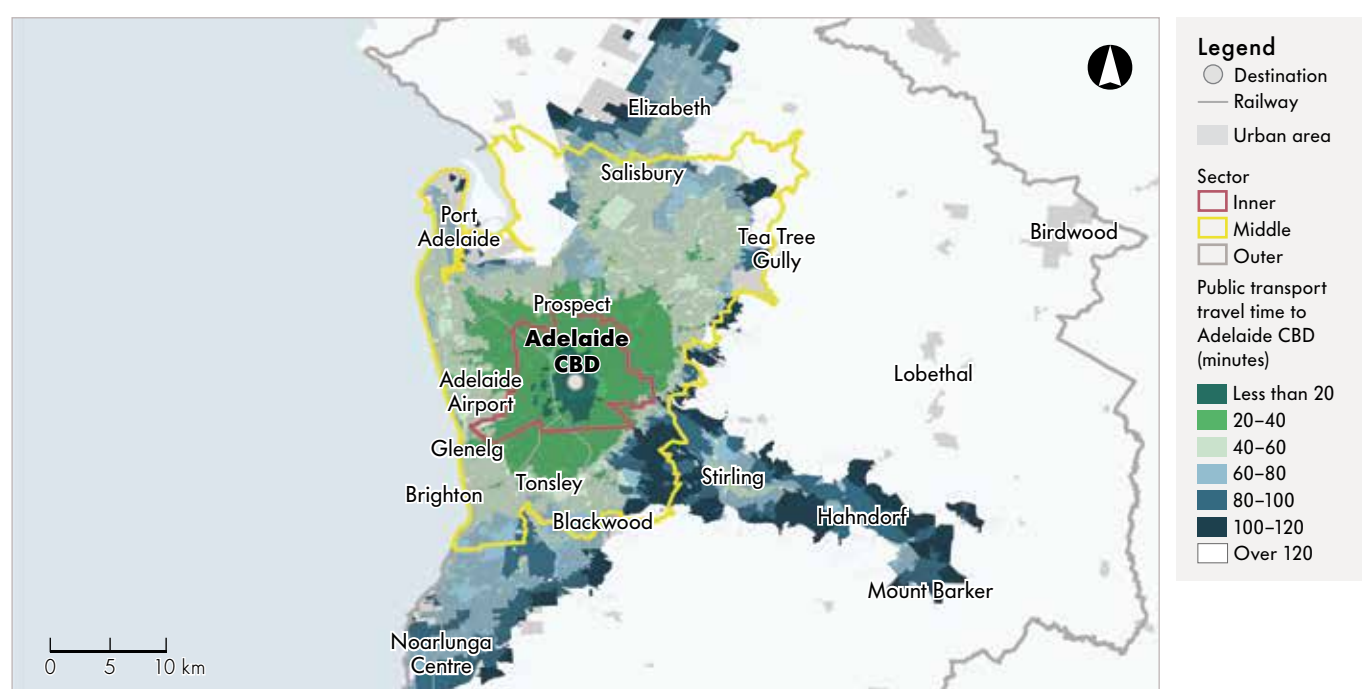 Elizabeth
Salisbury
Port
Adelaide
Tea Tree
Gully
Birdwood
Prospect
Adelaide
CBD
Lobethal
Adelaide
Airport
Glenelg
Stirling
Tonsley
Brighton
Blackwood
Hahndorf
Mount Barker
Noarlunga
Centre
0 5 10 km
Legend
Destination
Railway
Urban area
Sector
Inner
Middle
Outer
Public transport
travel time to
Adelaide CBD
(minutes)
Less than 20
20–40
40–60
60–80
80–100
100–120
Over 120